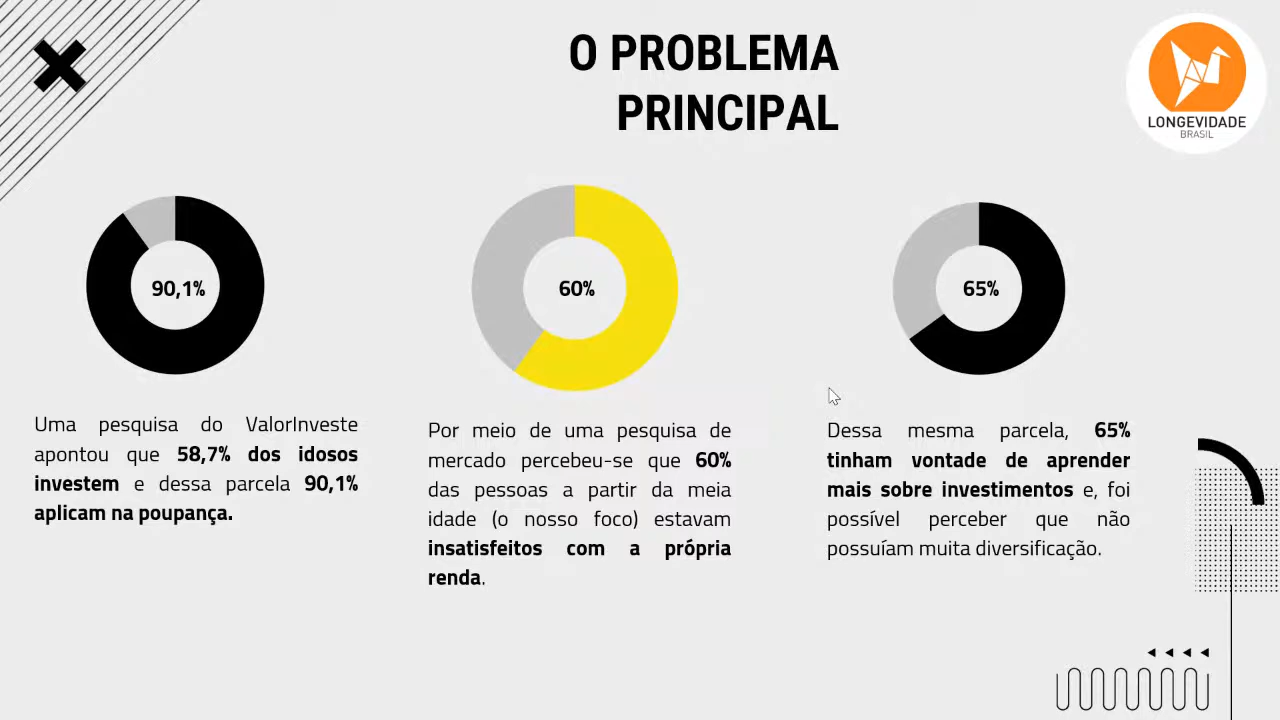 O PROBLEMA
PRINCIPAL
LONGEVIDADE
BRASIL
90,1%
60%
65%
Uma pesquisa do ValorInveste
apontou que 58,7% dos idosos
investem e dessa parcela 90,1%
aplicam na poupança.
Por meio de uma pesquisa de
mercado percebeu-se que 60%
das pessoas a partir da meia
idade (o nosso foco) estavam
insatisfeitos com a própria
renda.
Dessa mesma parcela, 65%
tinham vontade de aprender
mais sobre investimentos e, foi
possível perceber que não
possuíam muita diversificação.